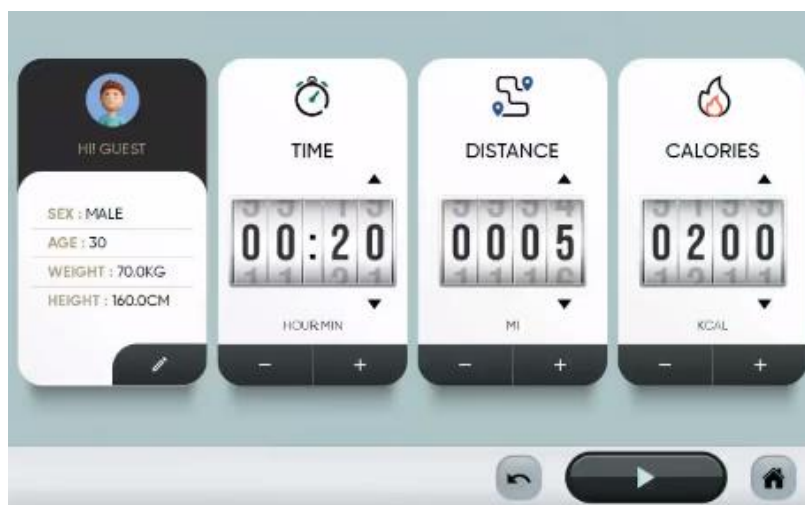 HI! GUEST
SEX : MALE
AGE : 30
WEIGHT : 70.0KG
HEIGHT : 160.0CM
TIME
00:20
HOUR:MIN
− +
DISTANCE
0005
MI
− +
CALORIES
0200
KCAL
− +